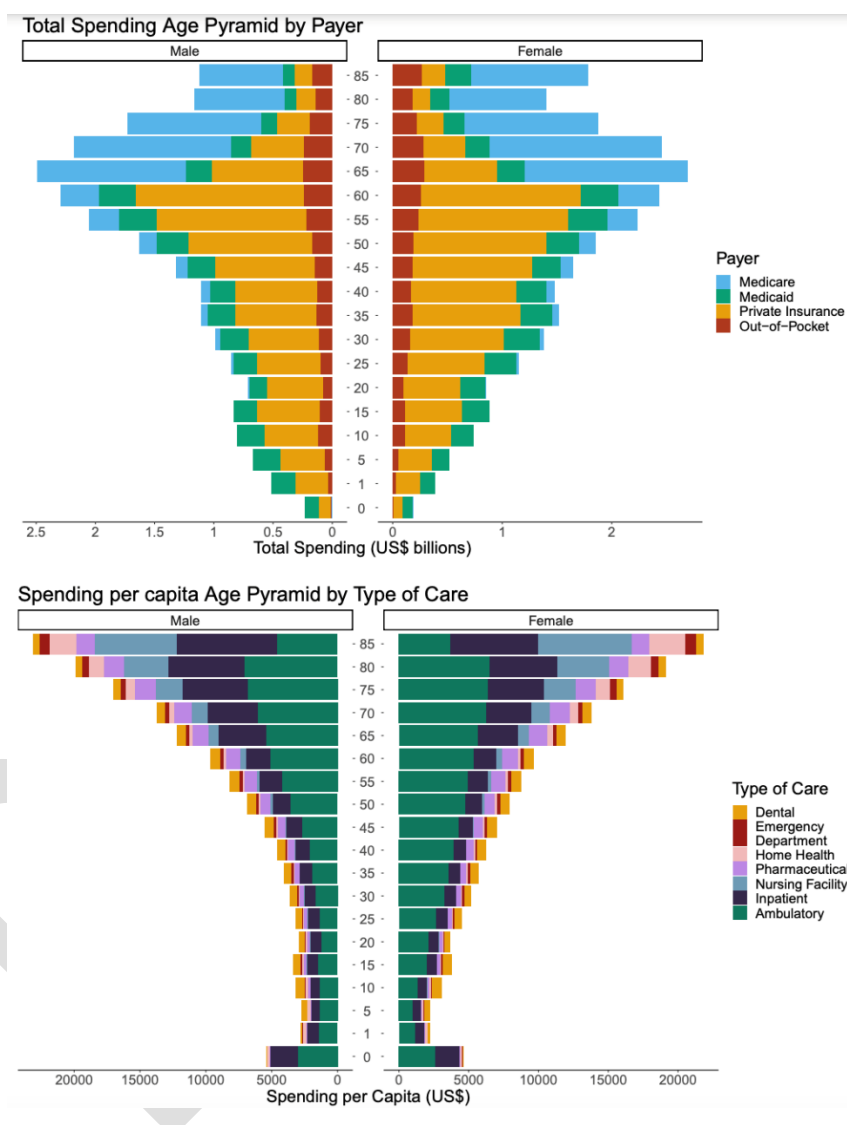 Total Spending Age Pyramid by Payer
Male
Female
85
80
75
70
65
60
55
50
45
40
35
30
25
20
15
10
5
1
0
2.5 2 1.5 1 0.5 0 0 1 2
Total Spending (US$ billions)
Payer
Medicare
Medicaid
Private Insurance
Out-of-Pocket
Spending per capita Age Pyramid by Type of Care
Male
Female
85
80
75
70
65
60
55
50
45
40
35
30
25
20
15
10
5
1
0
20000 15000 10000 5000 0 0 5000 10000 15000 20000
Spending per Capita (US$)
Type of Care
Dental
Emergency
Department
Home Health
Pharmaceutical
Nursing Facility
Inpatient
Ambulatory